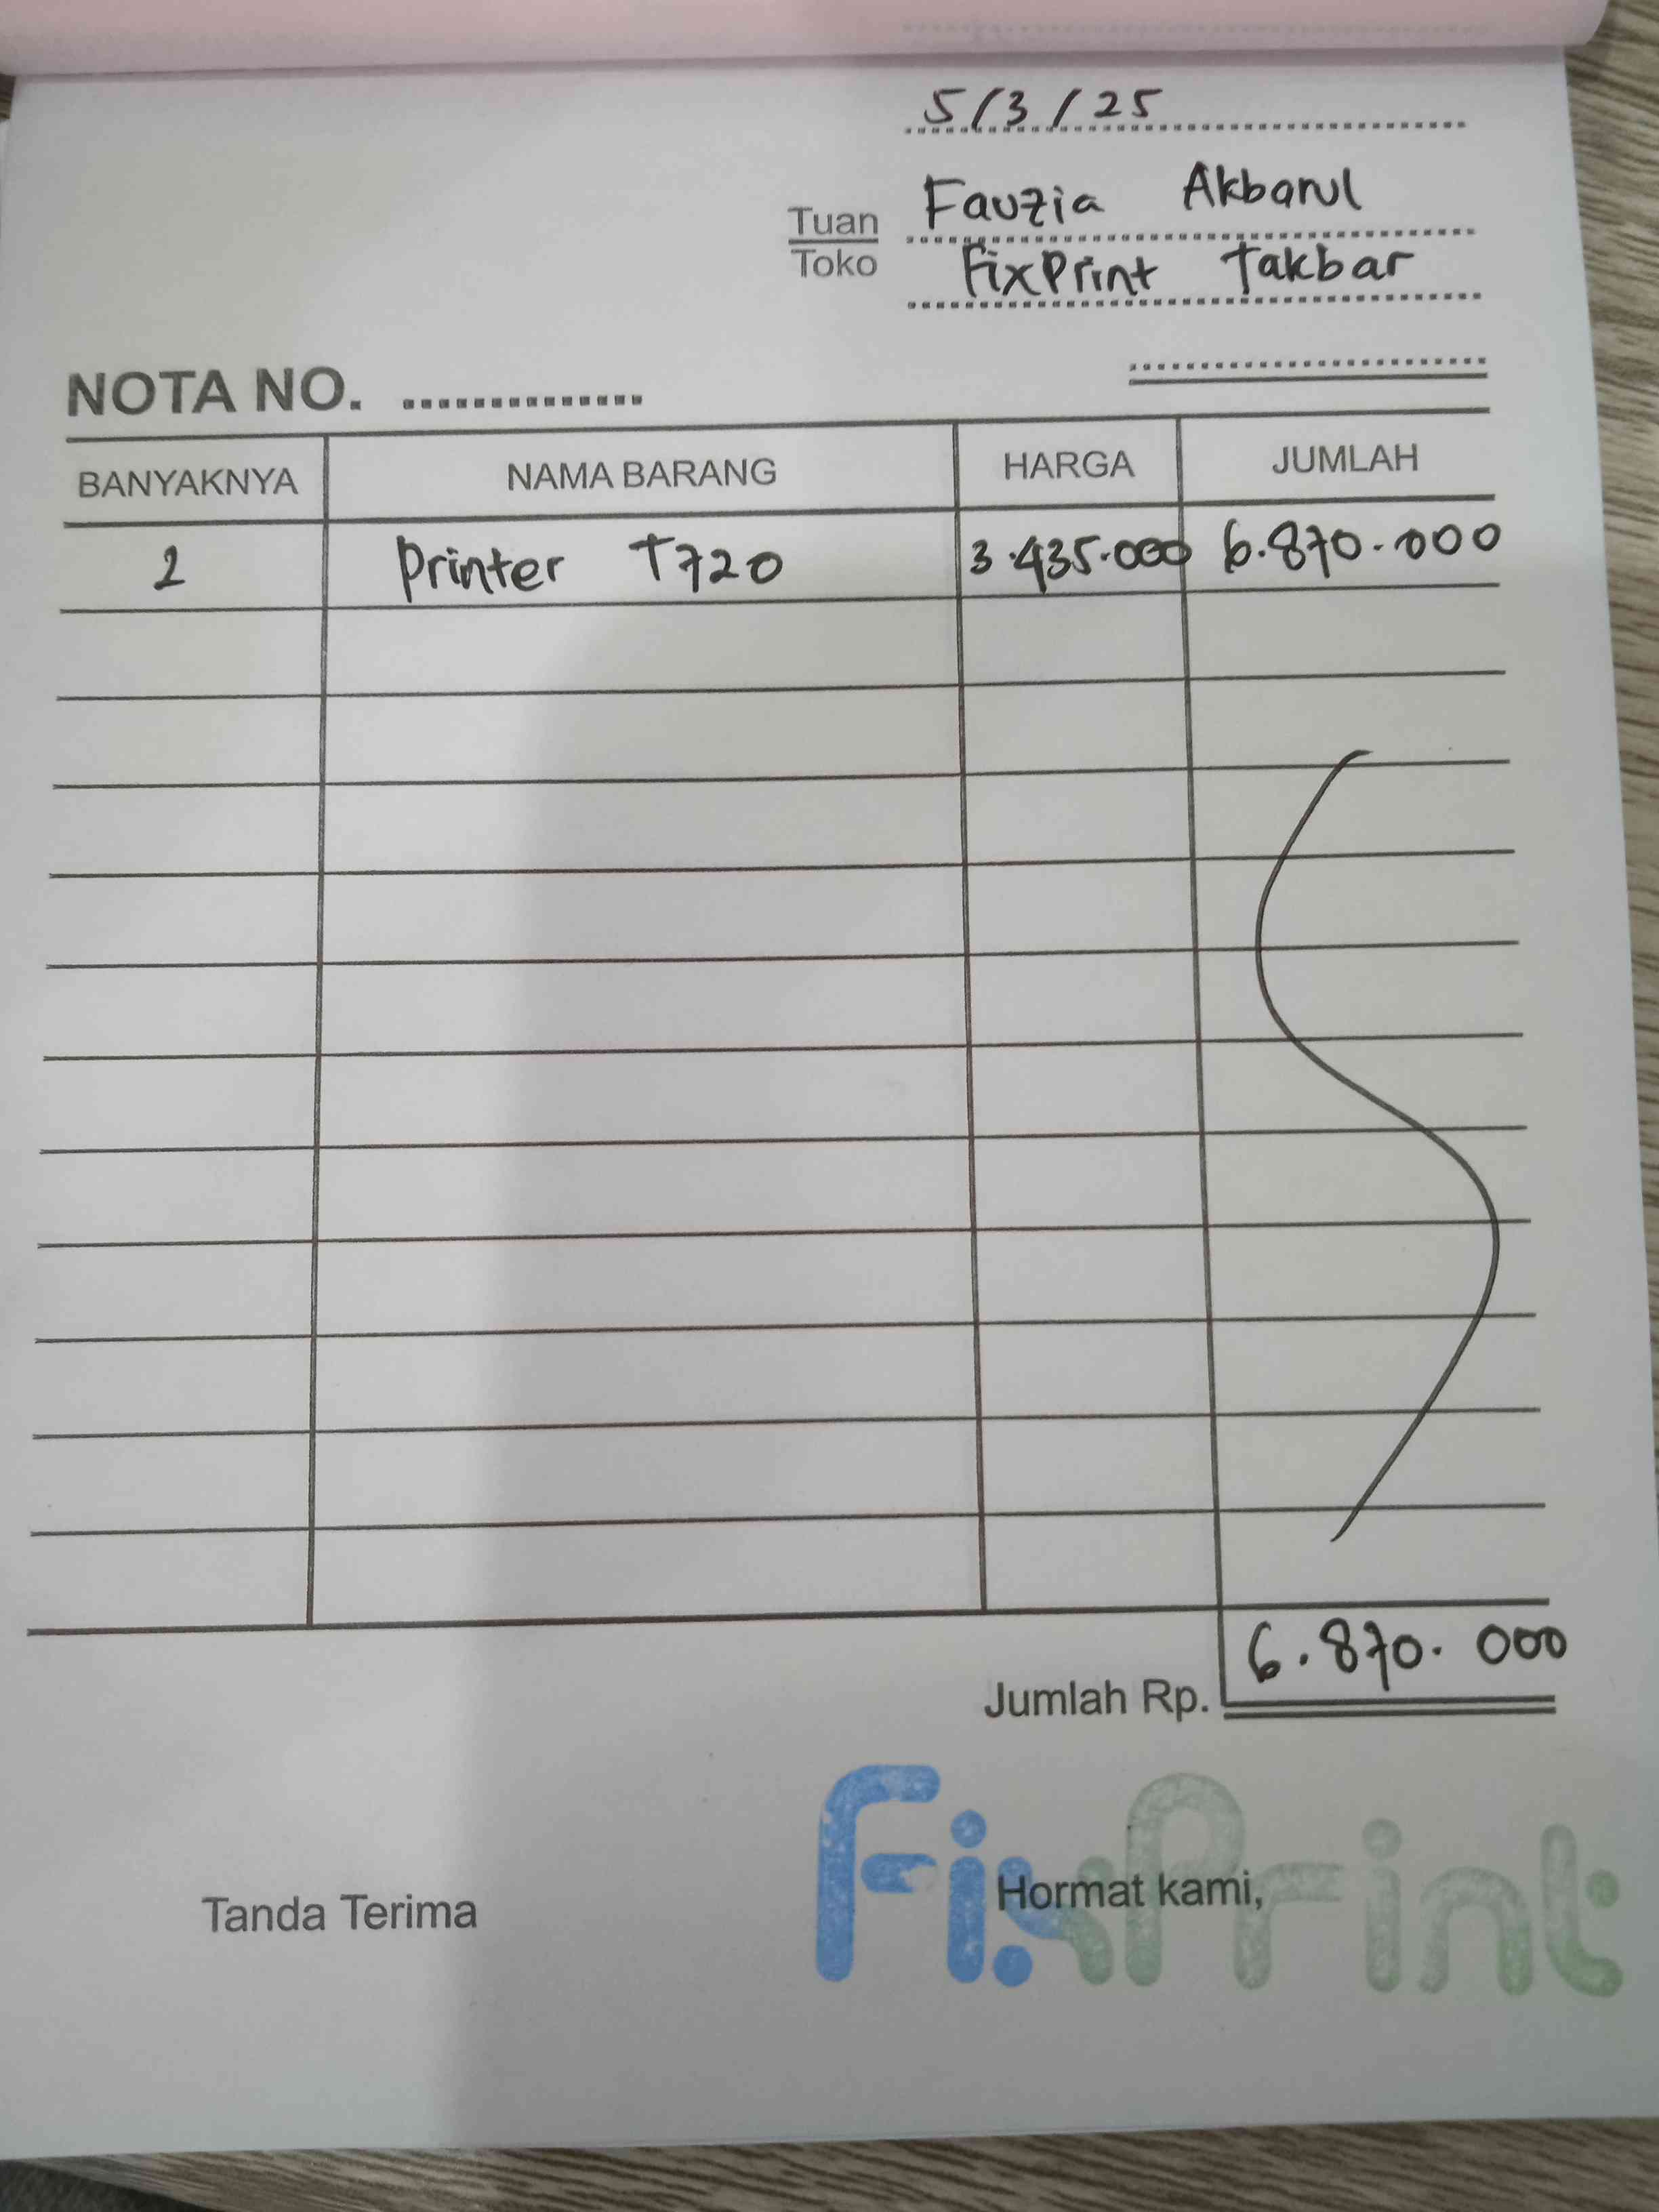 5/3/25
Tuan Fauzia Akbarul
Toko FixPrint Takbar
NOTA NO. ...............
BANYAKNYA NAMA BARANG HARGA JUMLAH
2 Printer T720 3.435.000 6.870.000
Jumlah Rp. 6.870.000
FixPrint
Tanda Terima Hormat kami,